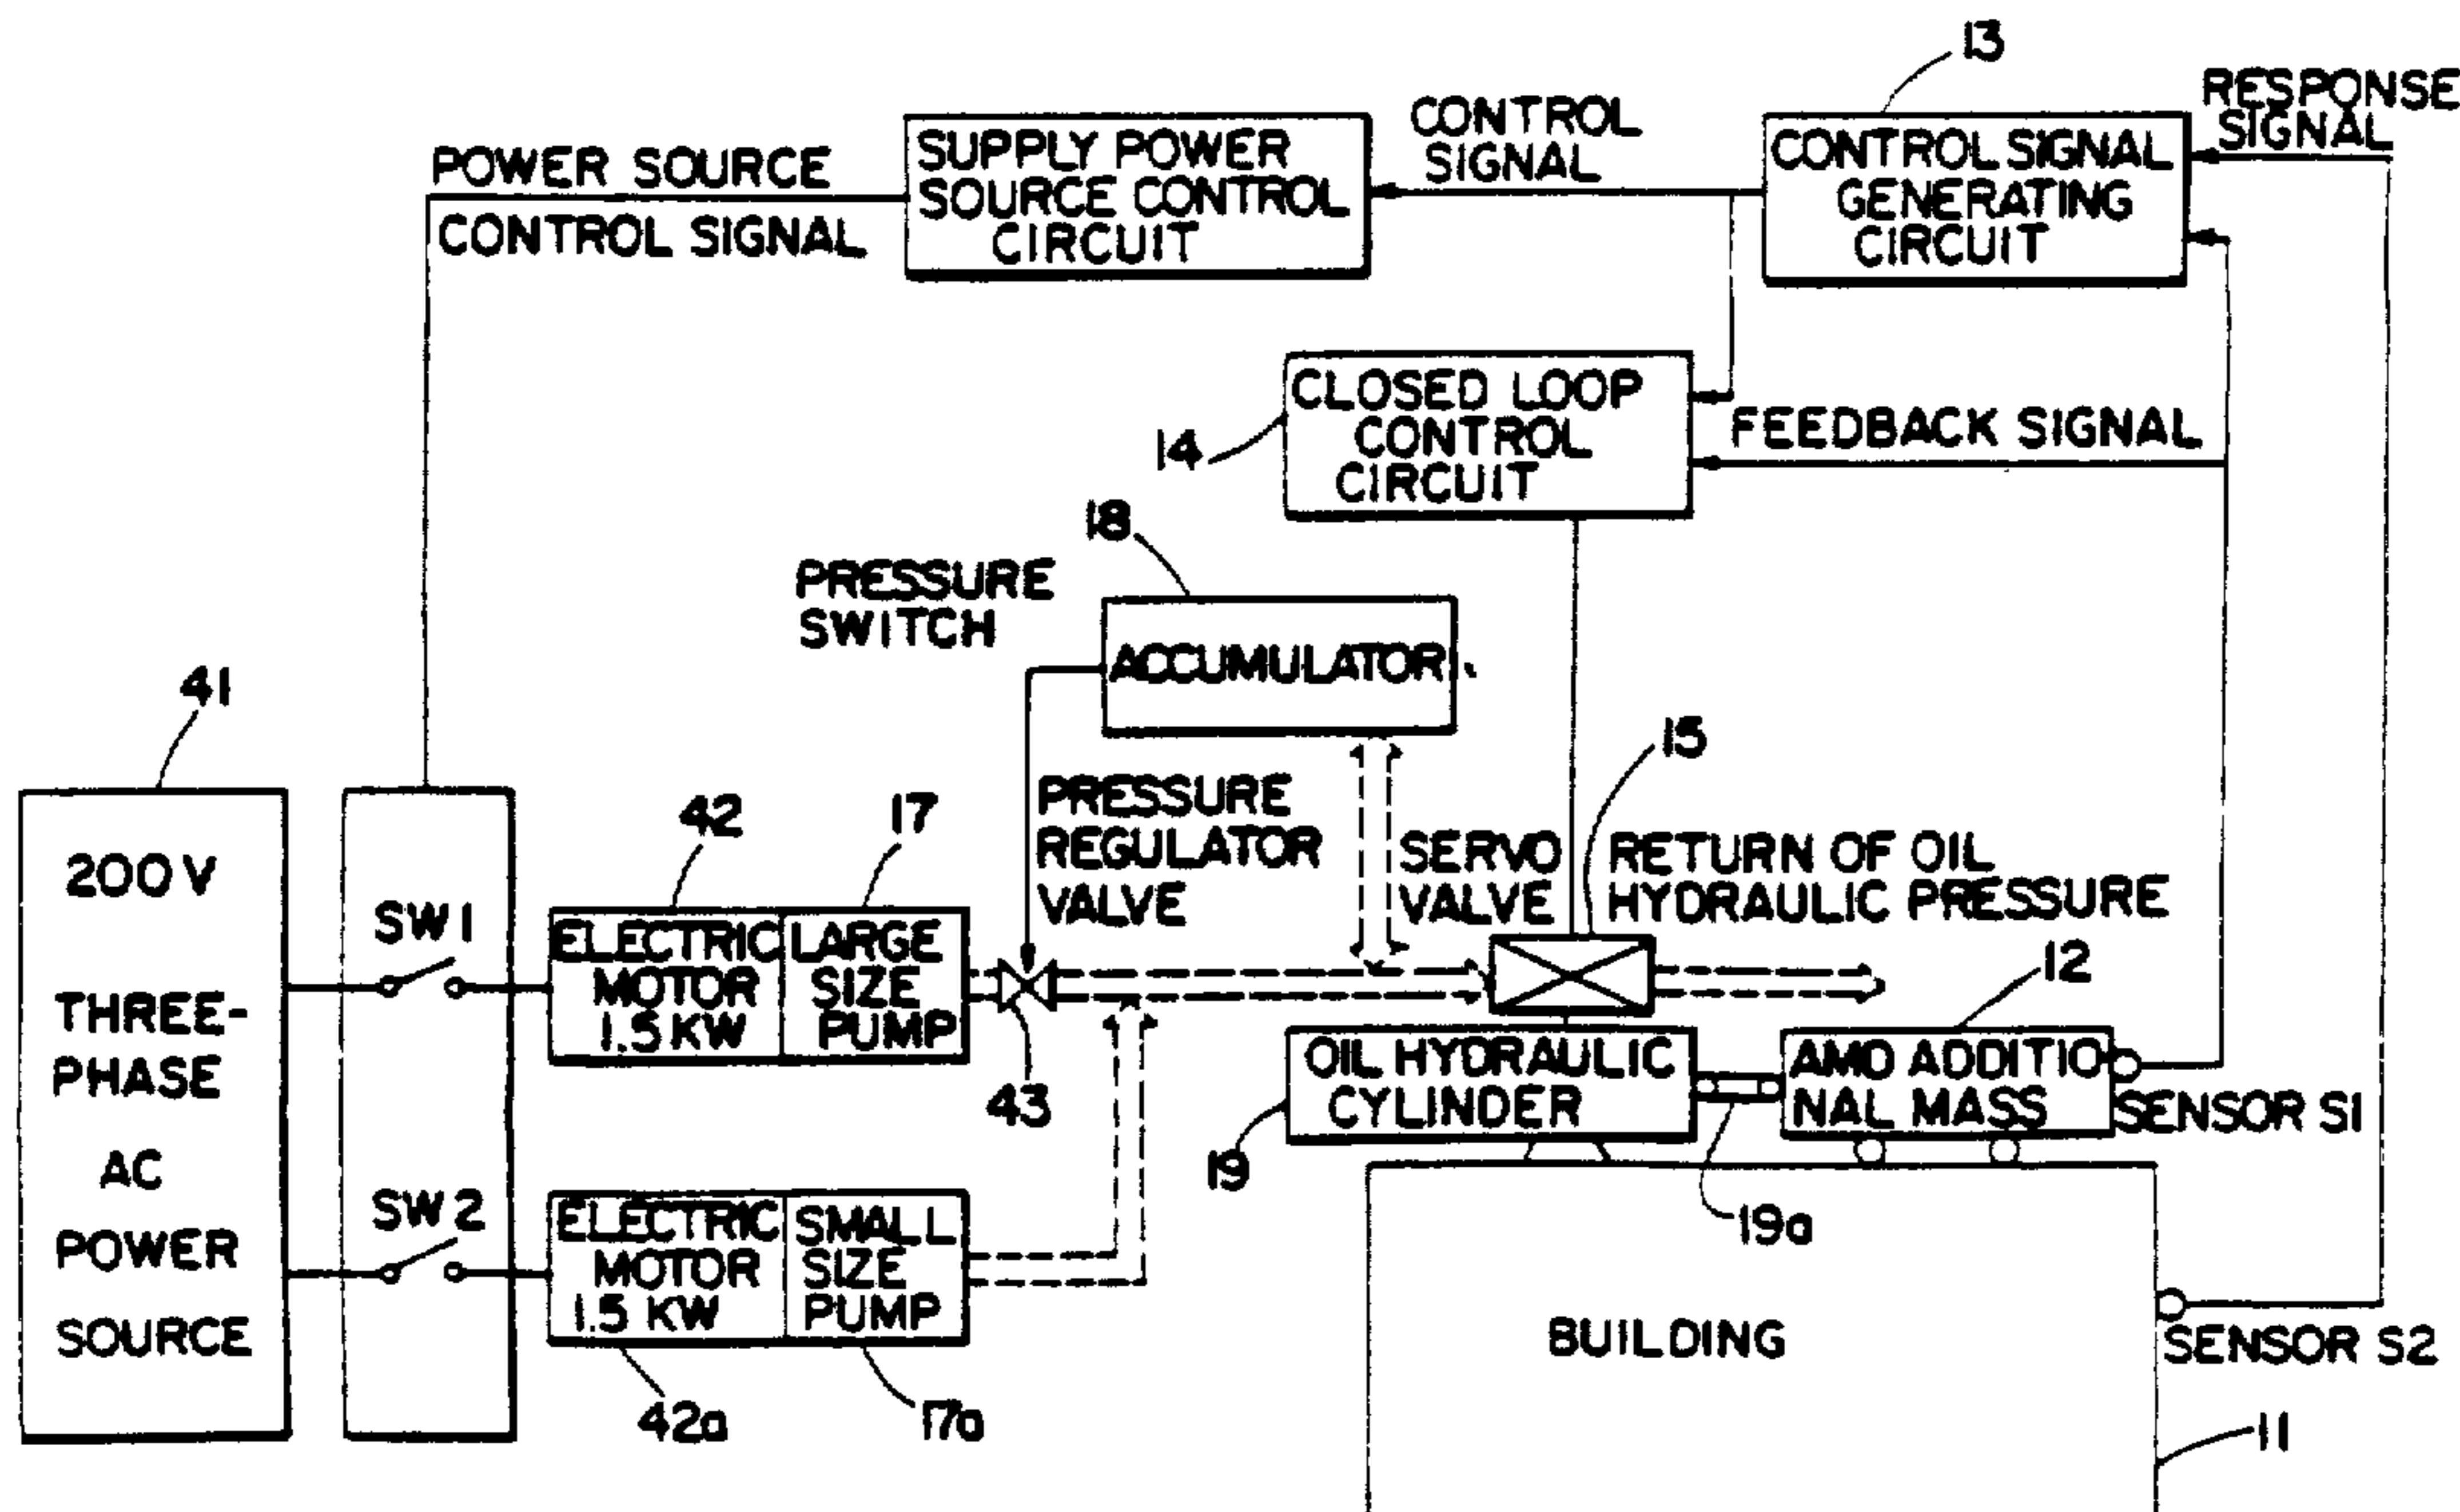 13
RESPONSE
SIGNAL
CONTROL
SIGNAL
CONTROL SIGNAL
GENERATING
CIRCUIT
SUPPLY POWER
SOURCE CONTROL
CIRCUIT
POWER SOURCE
CONTROL SIGNAL
CLOSED LOOP
CONTROL
CIRCUIT
14
FEEDBACK SIGNAL
18
PRESSURE
SWITCH
ACCUMULATOR
41
15
PRESSURE
REGULATOR
VALVE
SERVO
VALVE
RETURN OF OIL
HYDRAULIC PRESSURE
42
17
12
200 V
THREE-
PHASE
AC
POWER
SOURCE
SW1
ELECTRIC
MOTOR
1.5 KW
LARGE
SIZE
PUMP
43
OIL HYDRAULIC
CYLINDER
19
AMD ADDITIO
NAL MASS
SENSOR S1
19a
SW2
ELECTRIC
MOTOR
1.5 KW
SMALL
SIZE
PUMP
42a
17a
BUILDING
SENSOR S2
11